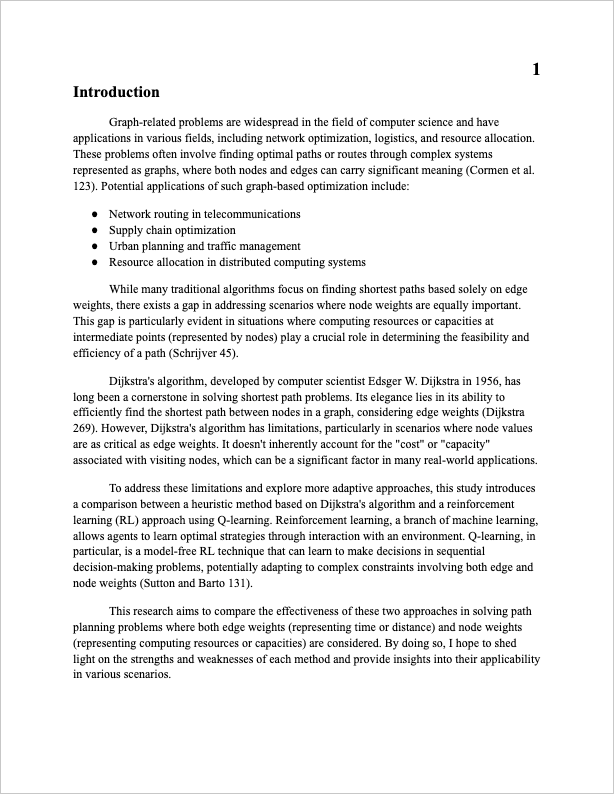 1
Introduction
Graph-related problems are widespread in the field of computer science and have
applications in various fields, including network optimization, logistics, and resource allocation.
These problems often involve finding optimal paths or routes through complex systems
represented as graphs, where both nodes and edges can carry significant meaning (Cormen et al.
123). Potential applications of such graph-based optimization include:
● Network routing in telecommunications
● Supply chain optimization
● Urban planning and traffic management
● Resource allocation in distributed computing systems
While many traditional algorithms focus on finding shortest paths based solely on edge
weights, there exists a gap in addressing scenarios where node weights are equally important.
This gap is particularly evident in situations where computing resources or capacities at
intermediate points (represented by nodes) play a crucial role in determining the feasibility and
efficiency of a path (Schrijver 45).
Dijkstra's algorithm, developed by computer scientist Edsger W. Dijkstra in 1956, has
long been a cornerstone in solving shortest path problems. Its elegance lies in its ability to
efficiently find the shortest path between nodes in a graph, considering edge weights (Dijkstra
269). However, Dijkstra's algorithm has limitations, particularly in scenarios where node values
are as critical as edge weights. It doesn't inherently account for the "cost" or "capacity"
associated with visiting nodes, which can be a significant factor in many real-world applications.
To address these limitations and explore more adaptive approaches, this study introduces
a comparison between a heuristic method based on Dijkstra's algorithm and a reinforcement
learning (RL) approach using Q-learning. Reinforcement learning, a branch of machine learning,
allows agents to learn optimal strategies through interaction with an environment. Q-learning, in
particular, is a model-free RL technique that can learn to make decisions in sequential
decision-making problems, potentially adapting to complex constraints involving both edge and
node weights (Sutton and Barto 131).
This research aims to compare the effectiveness of these two approaches in solving path
planning problems where both edge weights (representing time or distance) and node weights
(representing computing resources or capacities) are considered. By doing so, I hope to shed
light on the strengths and weaknesses of each method and provide insights into their applicability
in various scenarios.